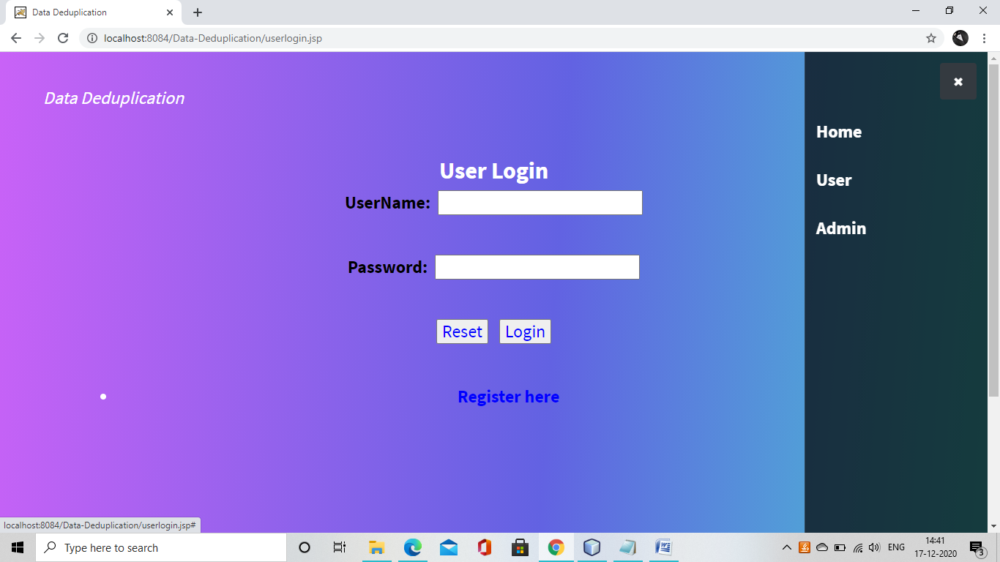 Data Deduplication
localhost:8084/Data-Deduplication/userlogin.jsp
Data Deduplication
Home
User Login
User
UserName:
Admin
Password:
Reset Login
Register here
localhost:8084/Data-Deduplication/userlogin.jsp#
Type here to search
ENG
14:41
17-12-2020
3